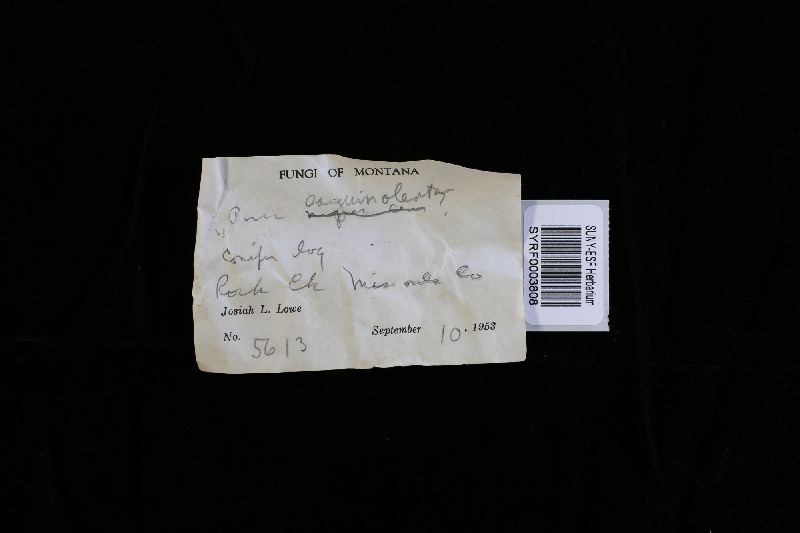 FUNGI OF MONTANA
sanguinolenta
Poria
Conifer log
Rock Ck Missoula Co
Josiah L. Lowe
No. 5613 September 10, 1953
SUNY-ESF Herbarium
SYRF0003608